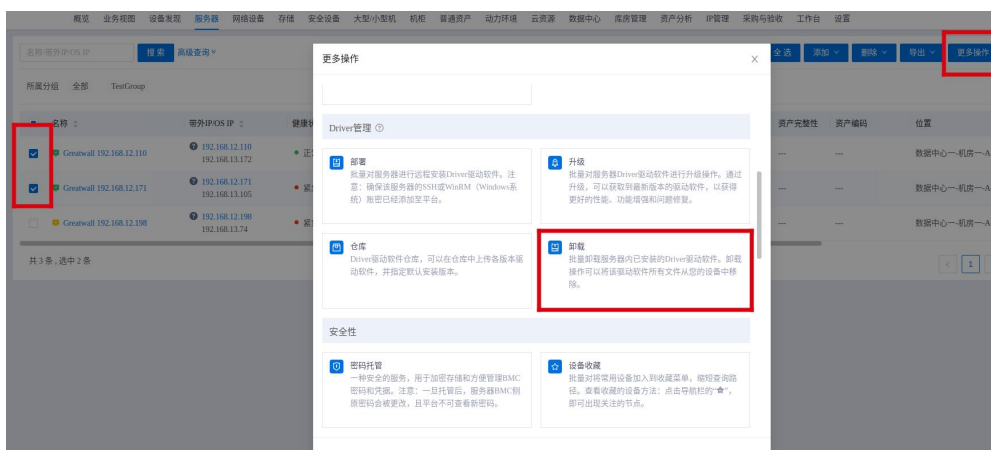 概览 业务视图 设备发现 服务器 网络设备 存储 安全设备 大型/小型机 机柜 普通资产 动力环境 云资源 数据中心 库房管理 资产分析 IP管理 采购与验收 工作台 设置
名称/带外IP/OS IP 搜索 高级查询 全选 添加 删除 导出 更多操作
所属分组 全部 TestGroup
名称 带外IP/OS IP 健康状 资产完整性 资产编码 位置
Greatwall 192.168.12.110 192.168.12.110 正 --- --- 数据中心一-机房一-A
192.168.13.172
Greatwall 192.168.12.171 192.168.12.171 紧 --- --- 数据中心一-机房一-A
192.168.13.105
Greatwall 192.168.12.198 192.168.12.198 紧 --- --- 数据中心一-机房一-A
192.168.13.74
共 3 条 , 选中 2 条 < 1
更多操作 ×
Driver管理
部署
批量对服务器进行远程安装Driver驱动软件。注
意：确保该服务器的SSH或WinRM（Windows系
统）账密已经添加至平台。
升级
批量对服务器Driver驱动软件进行升级操作。通过
升级，可以获取到最新版本的驱动软件，以获得
更好的性能、功能增强和问题修复。
仓库
Driver驱动软件仓库，可以在仓库中上传各版本驱
动软件，并指定默认安装版本。
卸载
批量卸载服务器内已安装的Driver驱动软件。卸载
操作可以将该驱动软件所有文件从您的设备中移
除。
安全性
密码托管
一种安全的服务，用于加密存储和方便管理BMC
密码和凭据。注意：一旦托管后，服务器BMC侧
原密码会被更改，且平台不可查看新密码。
设备收藏
批量对将常用设备加入到收藏菜单，缩短查询路
径。查看收藏的设备方法：点击导航栏的“★”，
即可出现关注的节点。